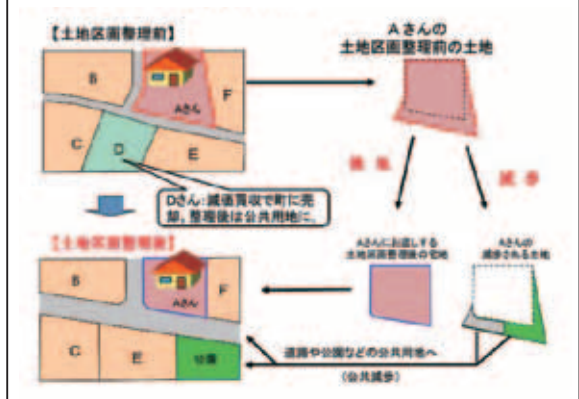 【土地区画整理前】
Aさんの
土地区画整理前の土地
B
Aさん
F
C
D
E
換地
減歩
Dさん:減価買収で町に売
却。整理後は公共用地に。
【土地区画整理後】
Aさんにお返しする
土地区画整理後の宅地
Aさんの
減歩される土地
B
Aさん
F
C
E
公園
道路や公園などの公共用地へ
(公共減歩)